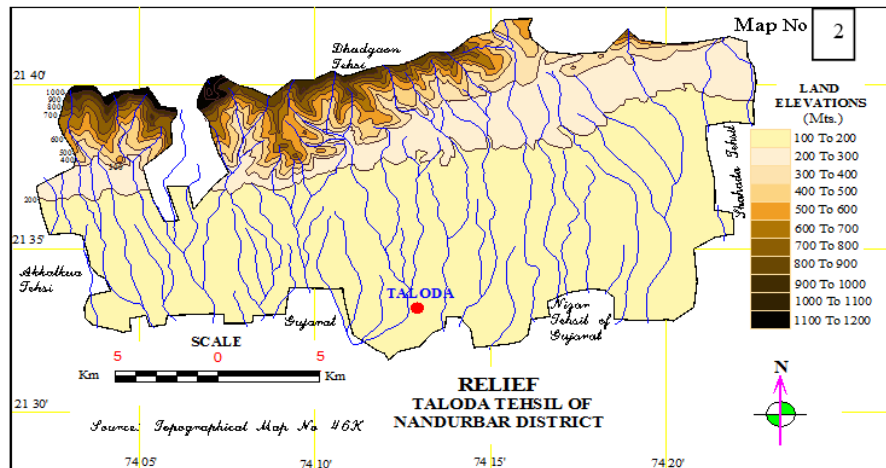 Map No 2
Dhadgaon
Tehsi
21 40
1000
900
800
700
600
500
400
200
LAND
ELEVATIONS
(Mts.)
100 To 200
200 To 300
300 To 400
400 To 500
500 To 600
600 To 700
700 To 800
800 To 900
900 To 1000
1000 To 1100
1100 To 1200
Shahada Tehsil
21 35
Akkalkua
Tehsi
TALODA
Gujarat
Nizar
Tehsil of
Gujarat
SCALE
5 0 5
Km Km
RELIEF
TALODA TEHSIL OF
NANDURBAR DISTRICT
N
21 30
Source: Topographical Map No 46K
74 05 74 10 74 15 74 20